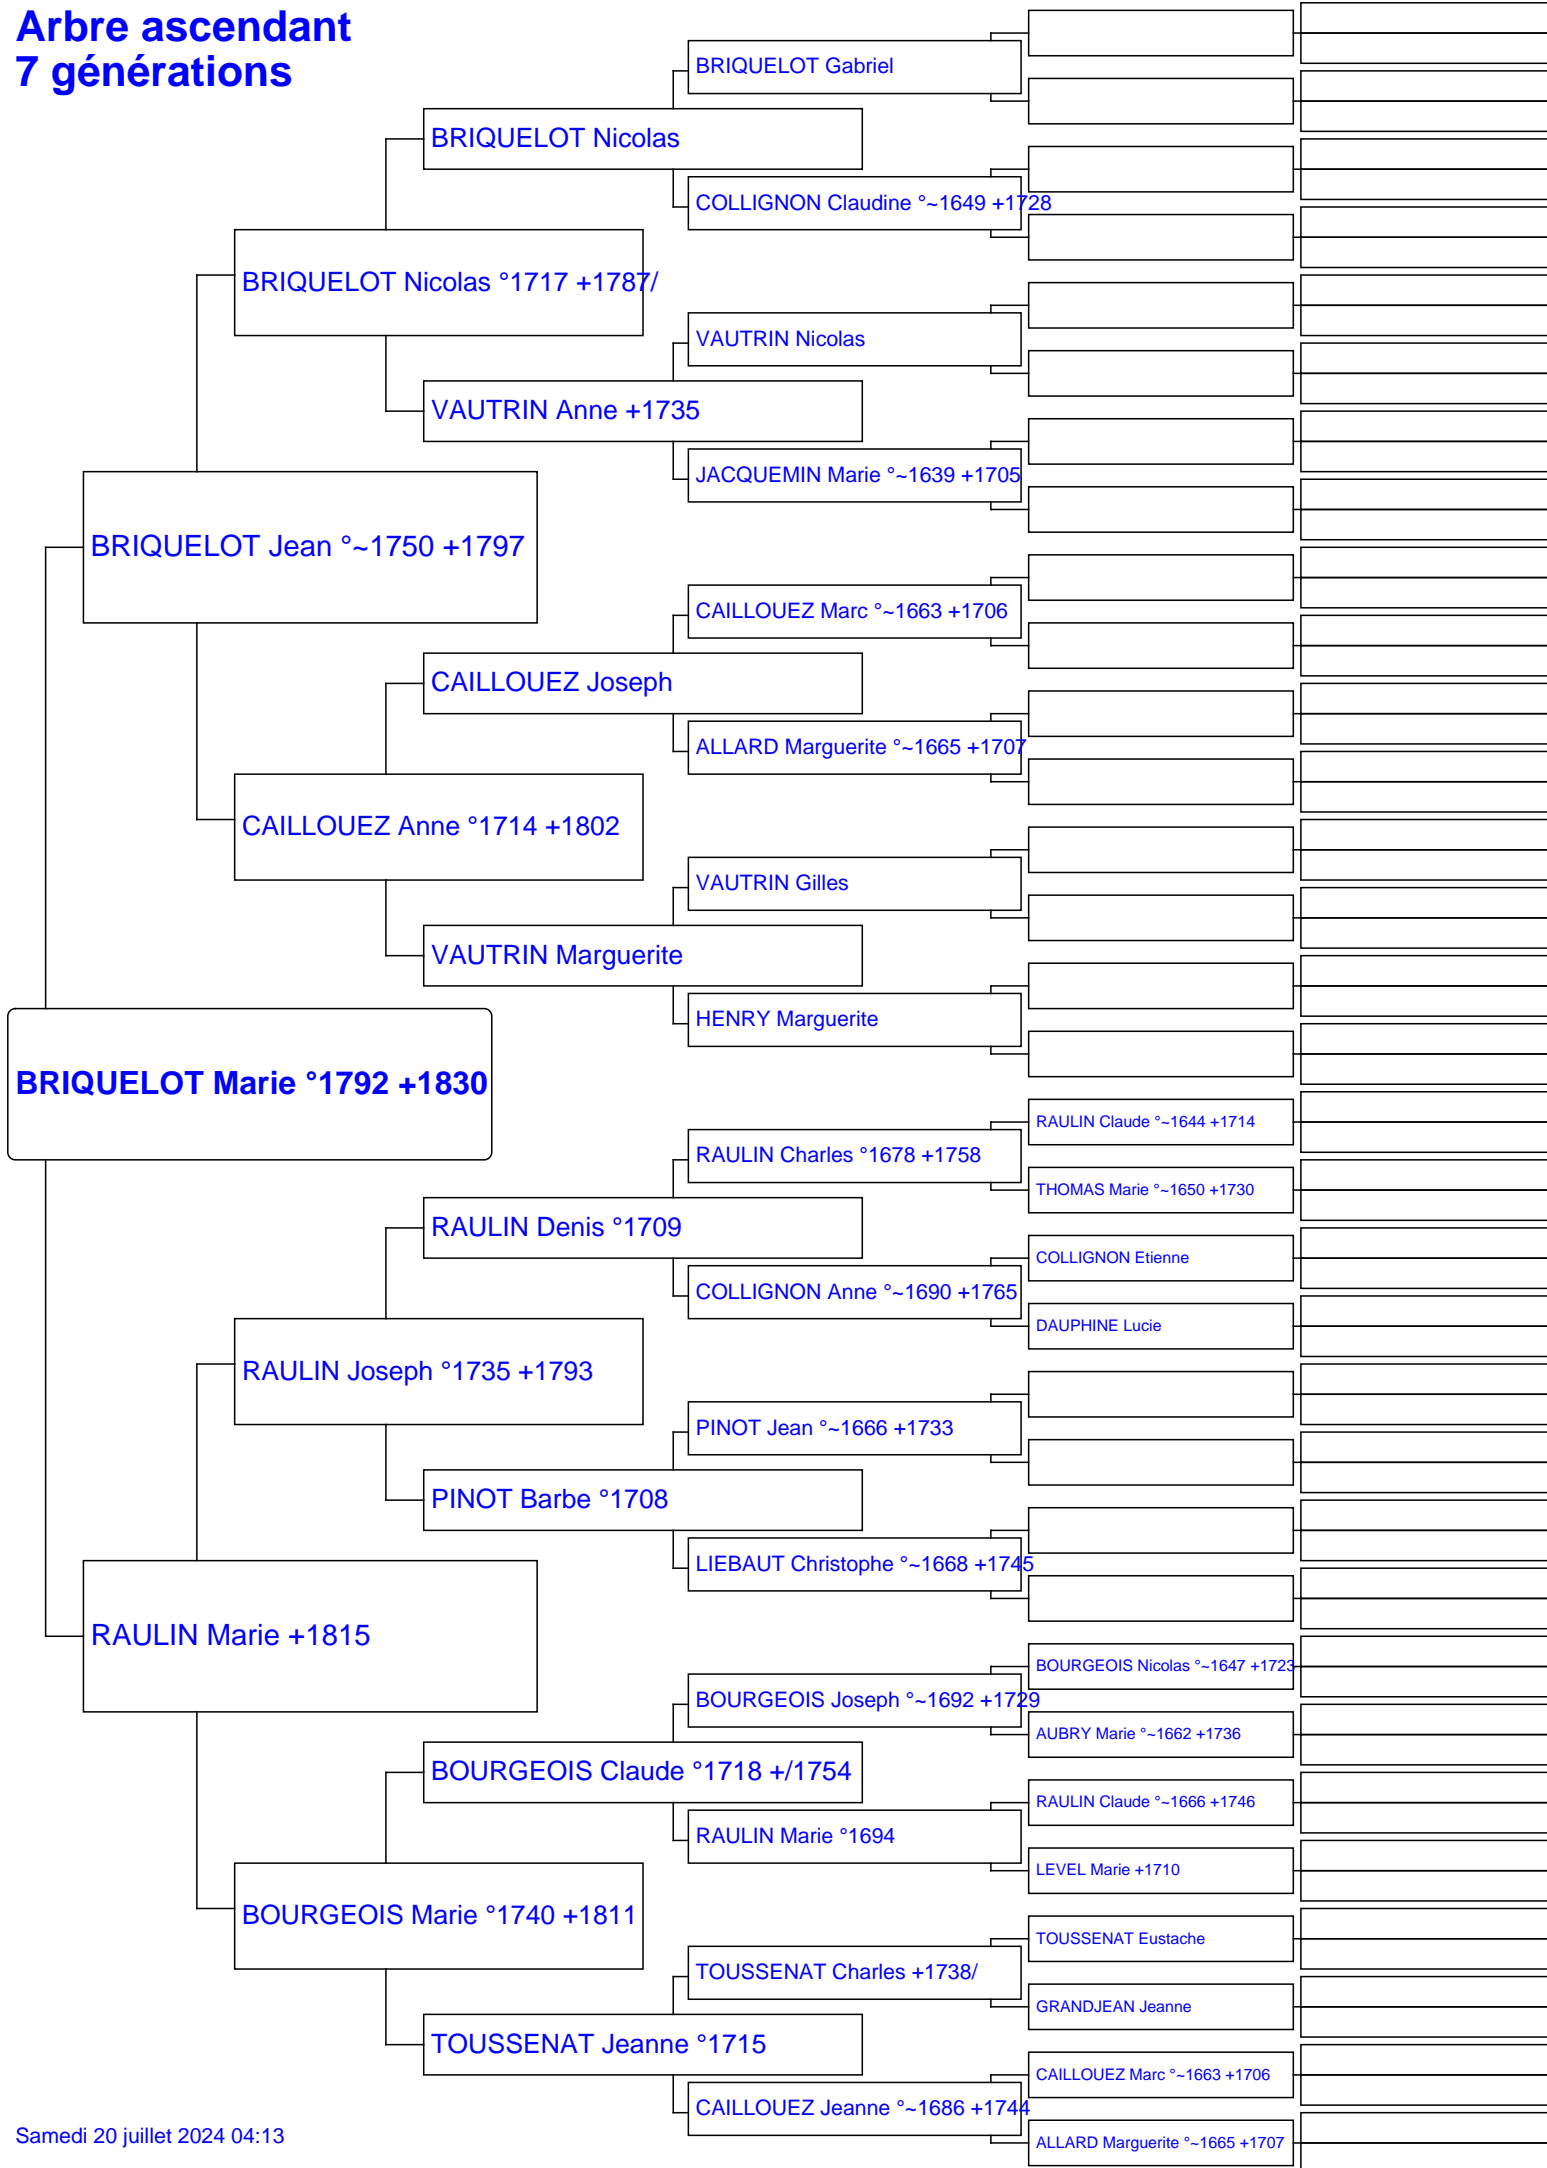 Arbre ascendant
7 générations
BRIQUELOT Gabriel
BRIQUELOT Nicolas
COLLIGNON Claudine °~1649 +1728
BRIQUELOT Nicolas °1717 +1787/
VAUTRIN Nicolas
VAUTRIN Anne +1735
JACQUEMIN Marie °~1639 +1705
BRIQUELOT Jean °~1750 +1797
CAILLOUEZ Marc °~1663 +1706
CAILLOUEZ Joseph
ALLARD Marguerite °~1665 +1707
CAILLOUEZ Anne °1714 +1802
VAUTRIN Gilles
VAUTRIN Marguerite
HENRY Marguerite
BRIQUELOT Marie °1792 +1830
RAULIN Claude °~1644 +1714
RAULIN Charles °1678 +1758
THOMAS Marie °~1650 +1730
RAULIN Denis °1709
COLLIGNON Etienne
COLLIGNON Anne °~1690 +1765
DAUPHINE Lucie
RAULIN Joseph °1735 +1793
PINOT Jean °~1666 +1733
PINOT Barbe °1708
LIEBAUT Christophe °~1668 +1745
RAULIN Marie +1815
BOURGEOIS Nicolas °~1647 +1723
BOURGEOIS Joseph °~1692 +1729
AUBRY Marie °~1662 +1736
BOURGEOIS Claude °1718 +/1754
RAULIN Claude °~1666 +1746
RAULIN Marie °1694
LEVEL Marie +1710
BOURGEOIS Marie °1740 +1811
TOUSSENAT Eustache
TOUSSENAT Charles +1738/
GRANDJEAN Jeanne
TOUSSENAT Jeanne °1715
CAILLOUEZ Marc °~1663 +1706
CAILLOUEZ Jeanne °~1686 +1744
ALLARD Marguerite °~1665 +1707
Samedi 20 juillet 2024 04:13